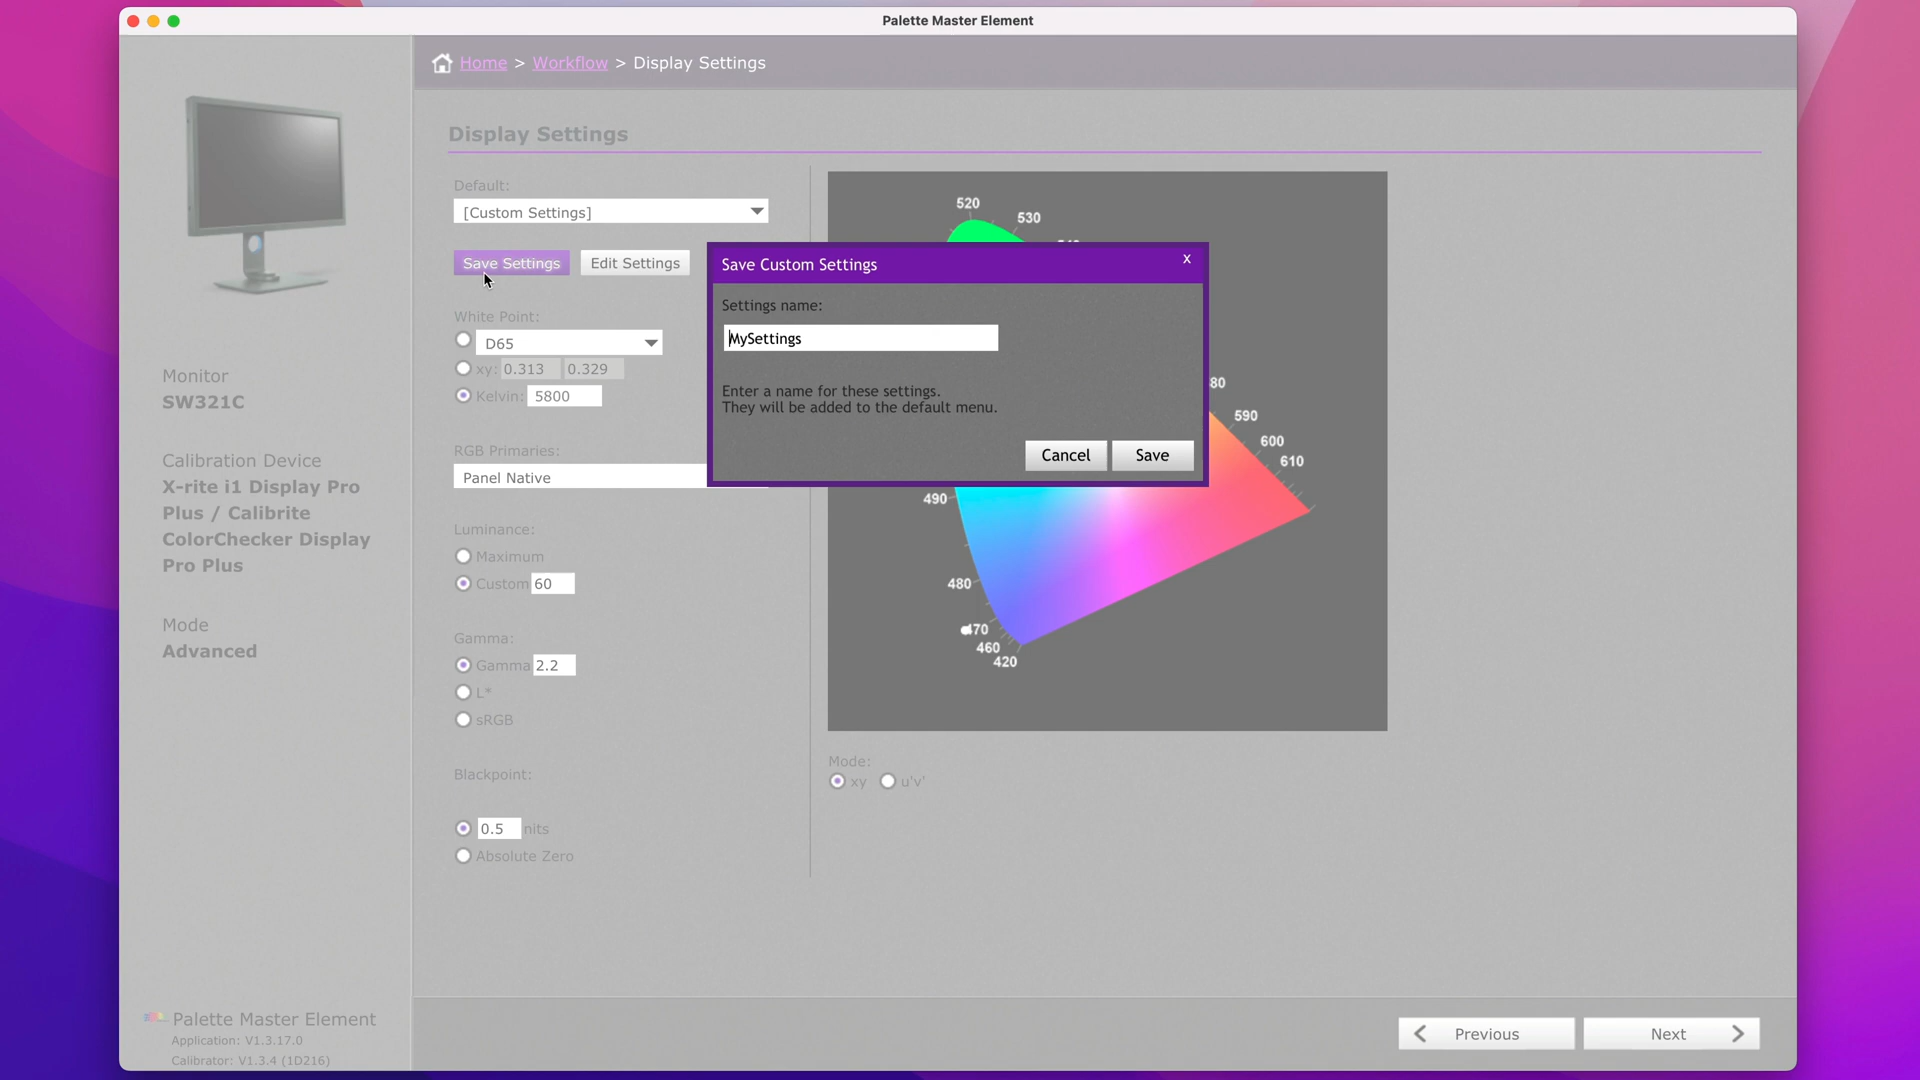 Palette Master Element
Home > Workflow > Display Settings
Display Settings
Default:
[Custom Settings]
Save Settings
Edit Settings
White Point:
D65
xy: 0.313 0.329
Kelvin: 5800
RGB Primaries:
Panel Native
Luminance:
Maximum
Custom 60
Gamma:
Gamma 2.2
L*
sRGB
Blackpoint:
0.5 nits
Absolute Zero
Save Custom Settings
x
Settings name:
MySettings
Enter a name for these settings.
They will be added to the default menu.
Cancel
Save
520
530
80
590
600
610
490
480
470
460
420
Mode:
xy u'v'
Monitor
SW321C
Calibration Device
X-rite i1 Display Pro
Plus / Calibrite
ColorChecker Display
Pro Plus
Mode
Advanced
Palette Master Element
Application: V1.3.17.0
Calibrator: V1.3.4 (1D216)
Previous
Next